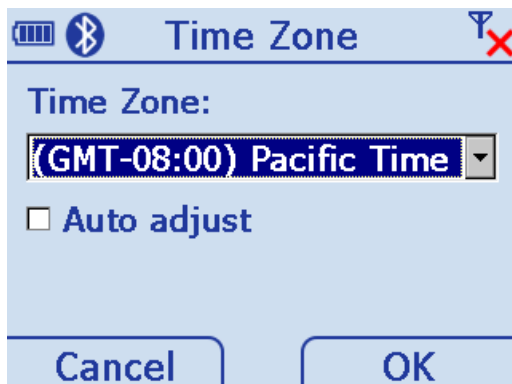 Time Zone
Time Zone:
(GMT-08:00) Pacific Time
Auto adjust
Cancel OK